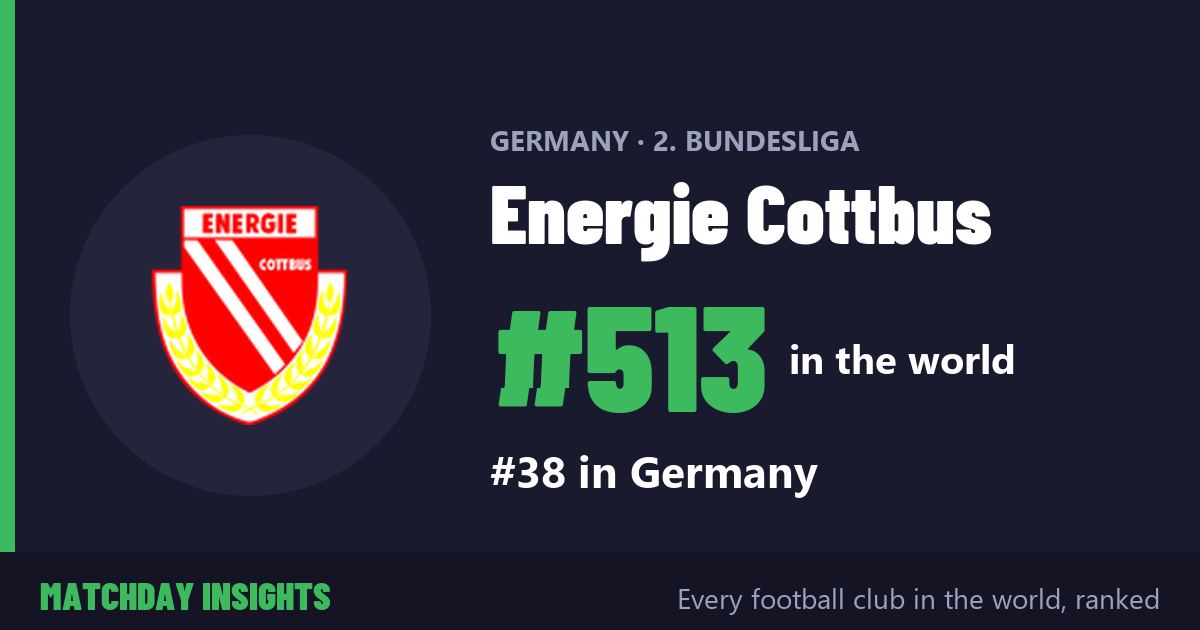 GERMANY · 2. BUNDESLIGA
Energie Cottbus
ENERGIE
COTTBUS
#513 in the world
#38 in Germany
MATCHDAY INSIGHTS
Every football club in the world, ranked